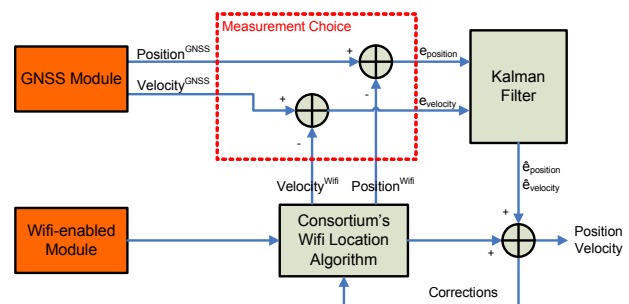 Measurement Choice
Position^GNSS
GNSS Module
Velocity^GNSS
+
-
e_position
Kalman
Filter
+
-
e_velocity
Velocity^Wifi
Position^Wifi
ê_position
ê_velocity
Wifi-enabled
Module
Consortium's
Wifi Location
Algorithm
+
+
Position
Velocity
Corrections